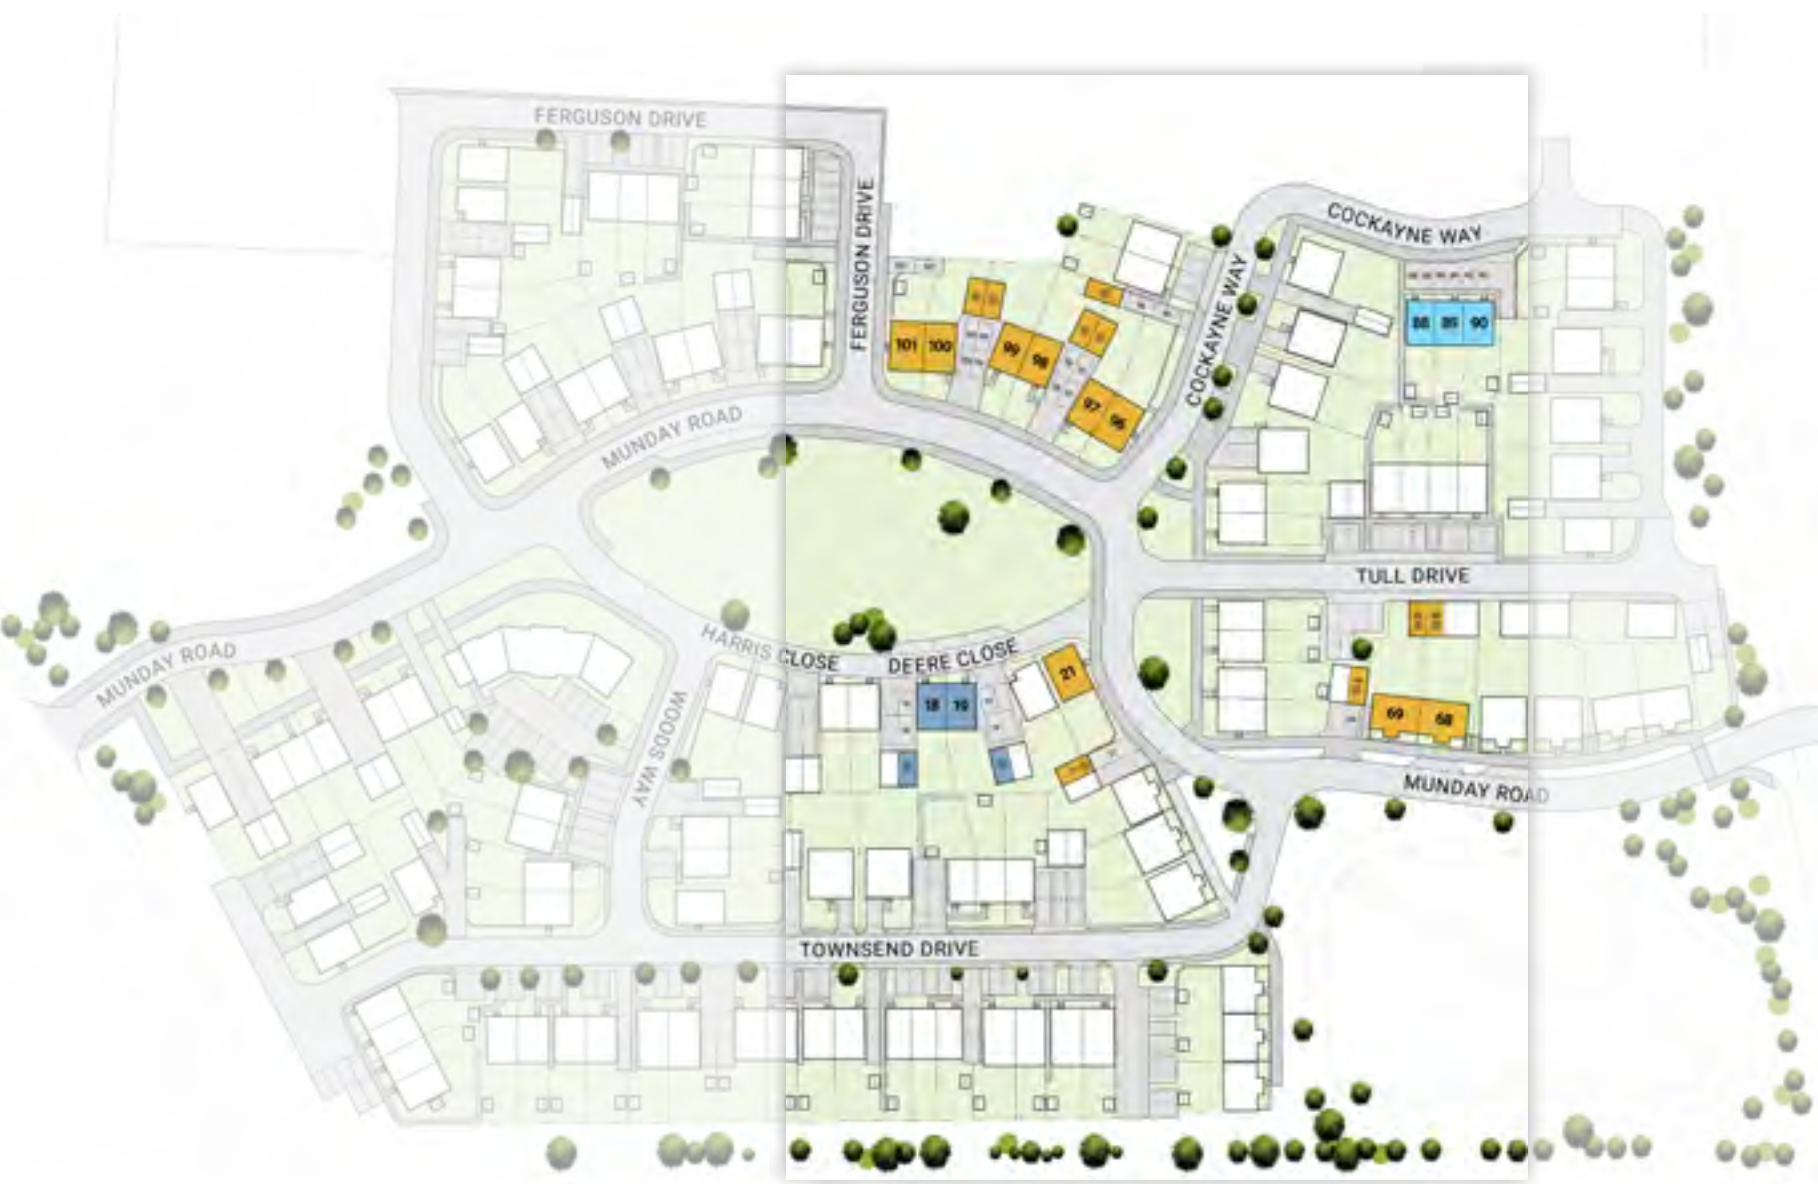 FERGUSON DRIVE
FERGUSON DRIVE
COCKAYNE WAY
COCKAYNE WAY
88 89 90
101 100
99 98
97 96
MUNDAY ROAD
TULL DRIVE
HARRIS CLOSE
DEERE CLOSE
21
18 19
69 68
MUNDAY ROAD
WOODS WAY
MUNDAY ROAD
TOWNSEND DRIVE